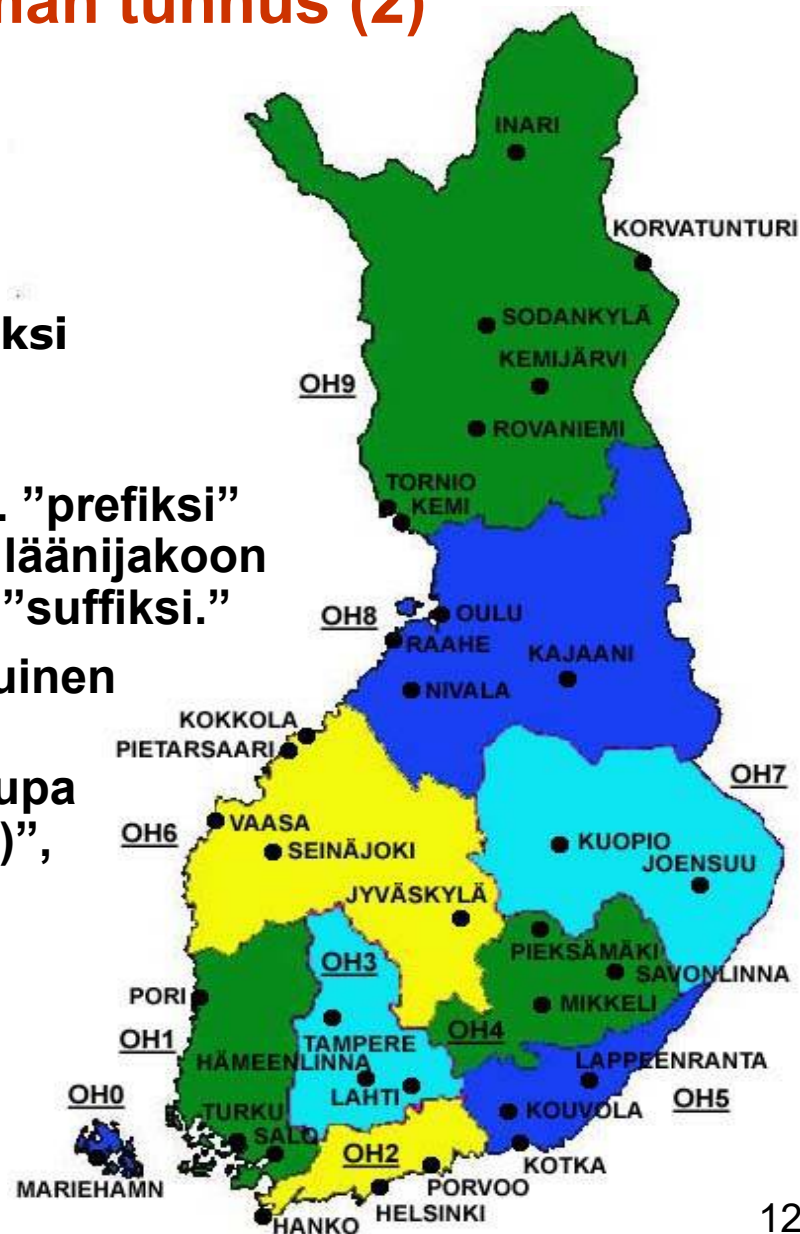 nan tunnus (2)
ksi
. ”prefiksi”
läänijakoon
”suffiksi.”
uinen
upa
)”,
INARI
KORVATUNTURI
SODANKYLÄ
KEMIJÄRVI
OH9
ROVANIEMI
TORNIO
KEMI
OH8
OULU
RAAHE
KAJAANI
NIVALA
KOKKOLA
PIETARSAARI
OH7
OH6
VAASA
KUOPIO
SEINÄJOKI
JOENSUU
JYVÄSKYLÄ
PIEKSÄMÄKI
OH3
SAVONLINNA
PORI
MIKKELI
OH1
TAMPERE
OH4
HÄMEENLINNA
LAPPEENRANTA
OH0
LAHTI
KOUVOLA
OH5
TURKU
SALO
OH2
KOTKA
MARIEHAMN
PORVOO
HELSINKI
HANKO
12